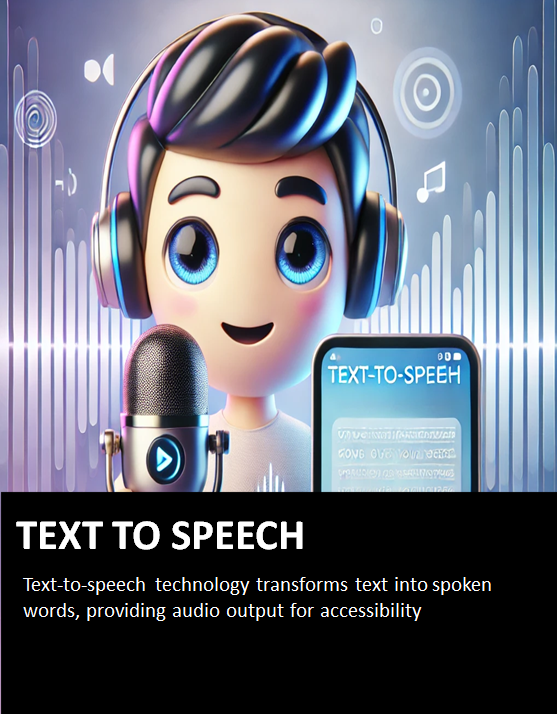 TEXT-TO-SPEEH
TEXT TO SPEECH
Text-to-speech technology transforms text into spoken
words, providing audio output for accessibility